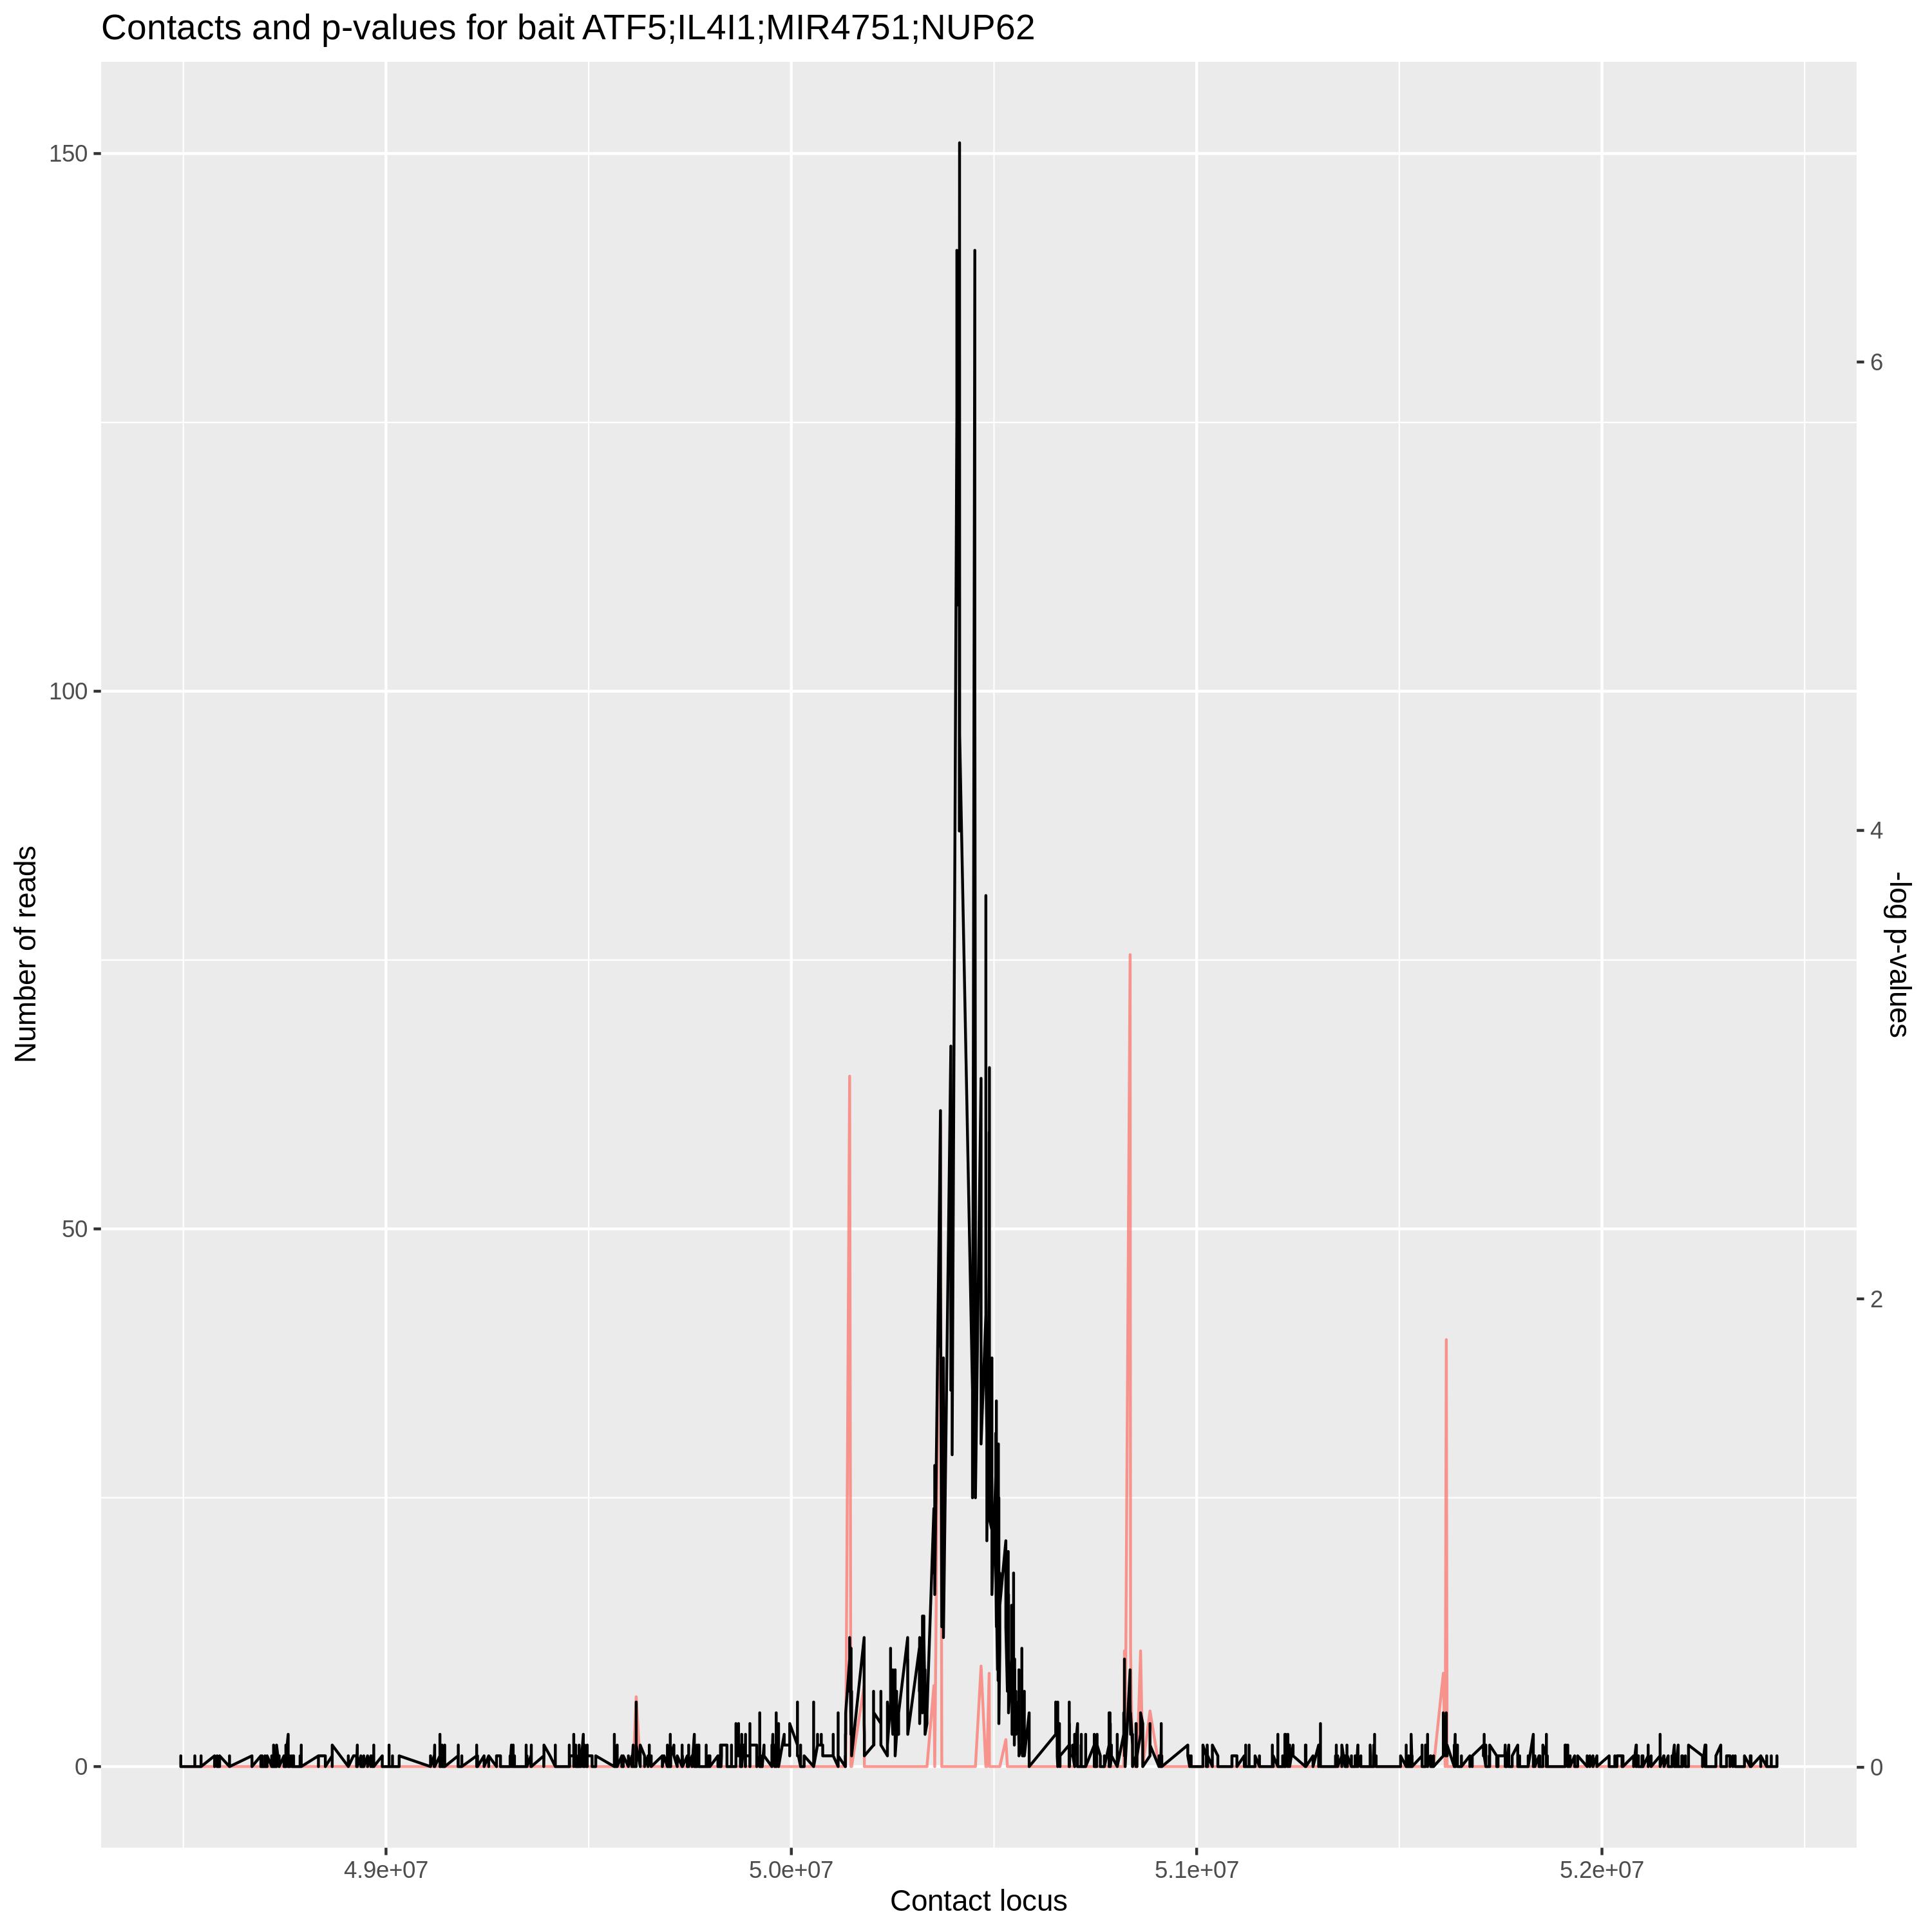 Contacts and p-values for bait ATF5;IL4I1;MIR4751;NUP62
150
100
50
0
Number of reads
6
4
2
0
-log p-values
4.9e+07 5.0e+07 5.1e+07 5.2e+07
Contact locus